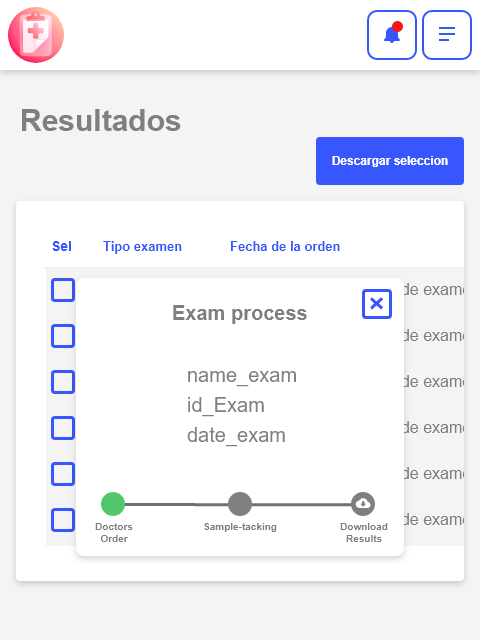 Resultados
Descargar seleccion
Sel Tipo examen Fecha de la orden
Exam process
name_exam
id_Exam
date_exam
de exame
de exame
de exame
de exame
de exame
de exame
Doctors Order
Sample-tacking
Download Results